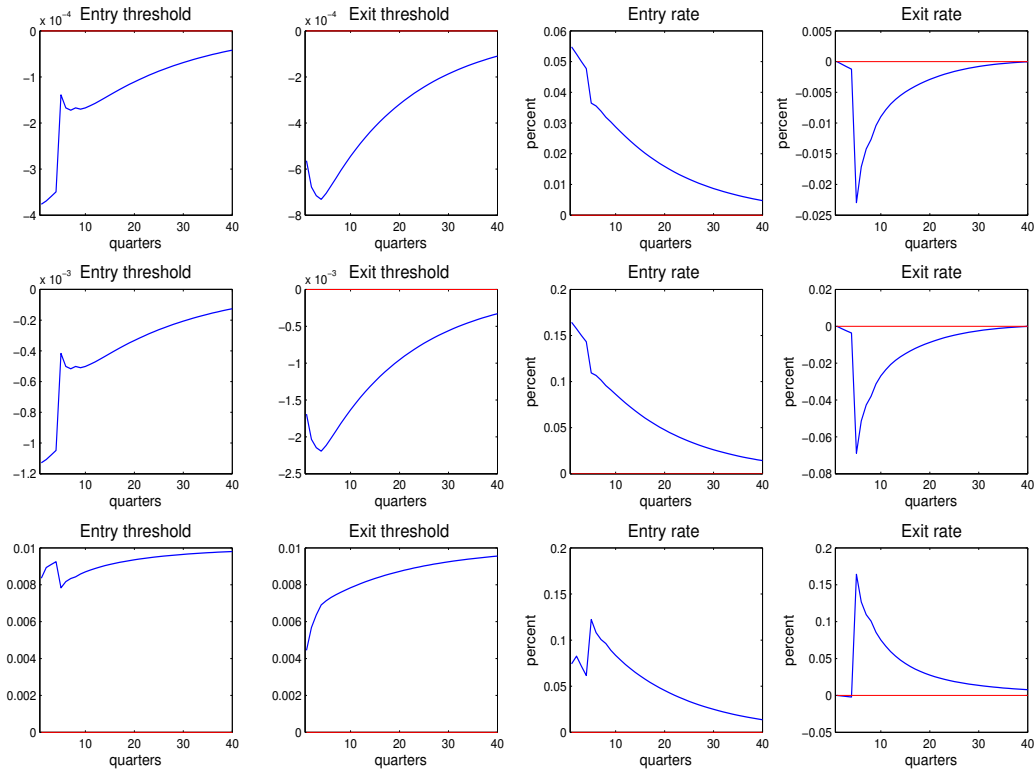 Entry threshold
x 10⁻⁴
0
−1
−2
−3
−4
10 20 30 40
quarters
Exit threshold
x 10⁻⁴
0
−2
−4
−6
−8
10 20 30 40
quarters
Entry rate
percent
0.06
0.05
0.04
0.03
0.02
0.01
0
10 20 30 40
quarters
Exit rate
percent
0.005
0
−0.005
−0.01
−0.015
−0.02
−0.025
10 20 30 40
quarters
Entry threshold
x 10⁻³
0
−0.2
−0.4
−0.6
−0.8
−1
−1.2
10 20 30 40
quarters
Exit threshold
x 10⁻³
0
−0.5
−1
−1.5
−2
−2.5
10 20 30 40
quarters
Entry rate
percent
0.2
0.15
0.1
0.05
0
10 20 30 40
quarters
Exit rate
percent
0.02
0
−0.02
−0.04
−0.06
−0.08
10 20 30 40
quarters
Entry threshold
0.01
0.008
0.006
0.004
0.002
0
10 20 30 40
quarters
Exit threshold
0.01
0.008
0.006
0.004
0.002
0
10 20 30 40
quarters
Entry rate
percent
0.2
0.15
0.1
0.05
0
10 20 30 40
quarters
Exit rate
percent
0.2
0.15
0.1
0.05
0
−0.05
10 20 30 40
quarters